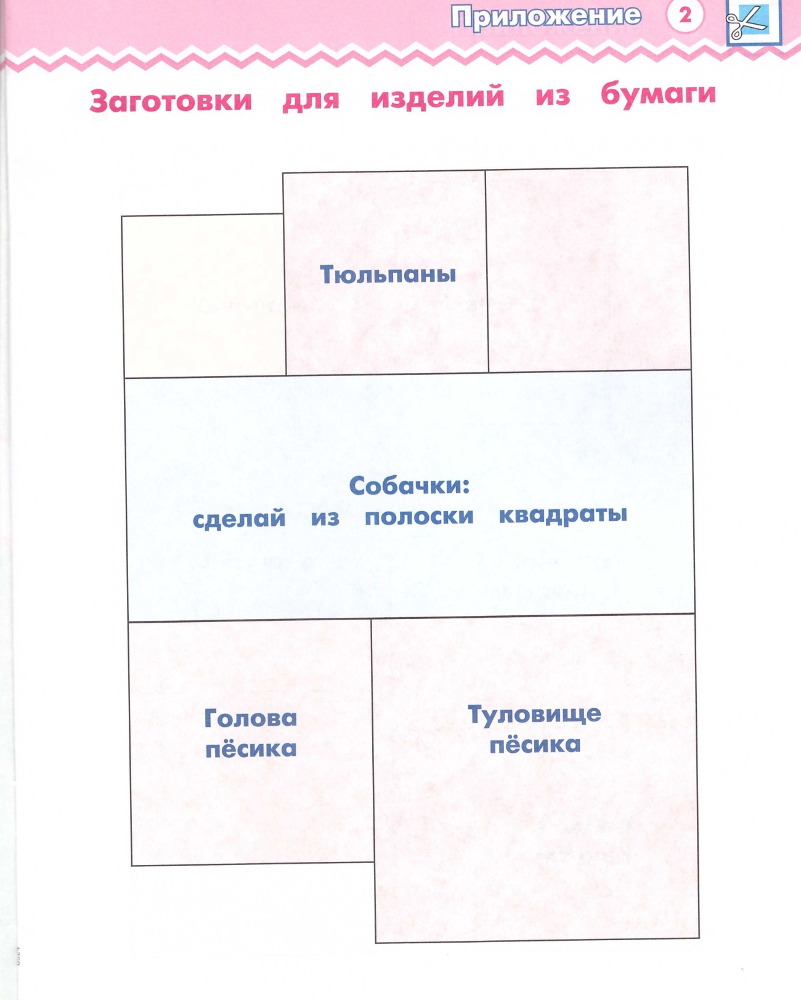 Приложение 2
Заготовки для изделий из бумаги
Тюльпаны
Собачки:
сделай из полоски квадраты
Голова
пёсика
Туловище
пёсика